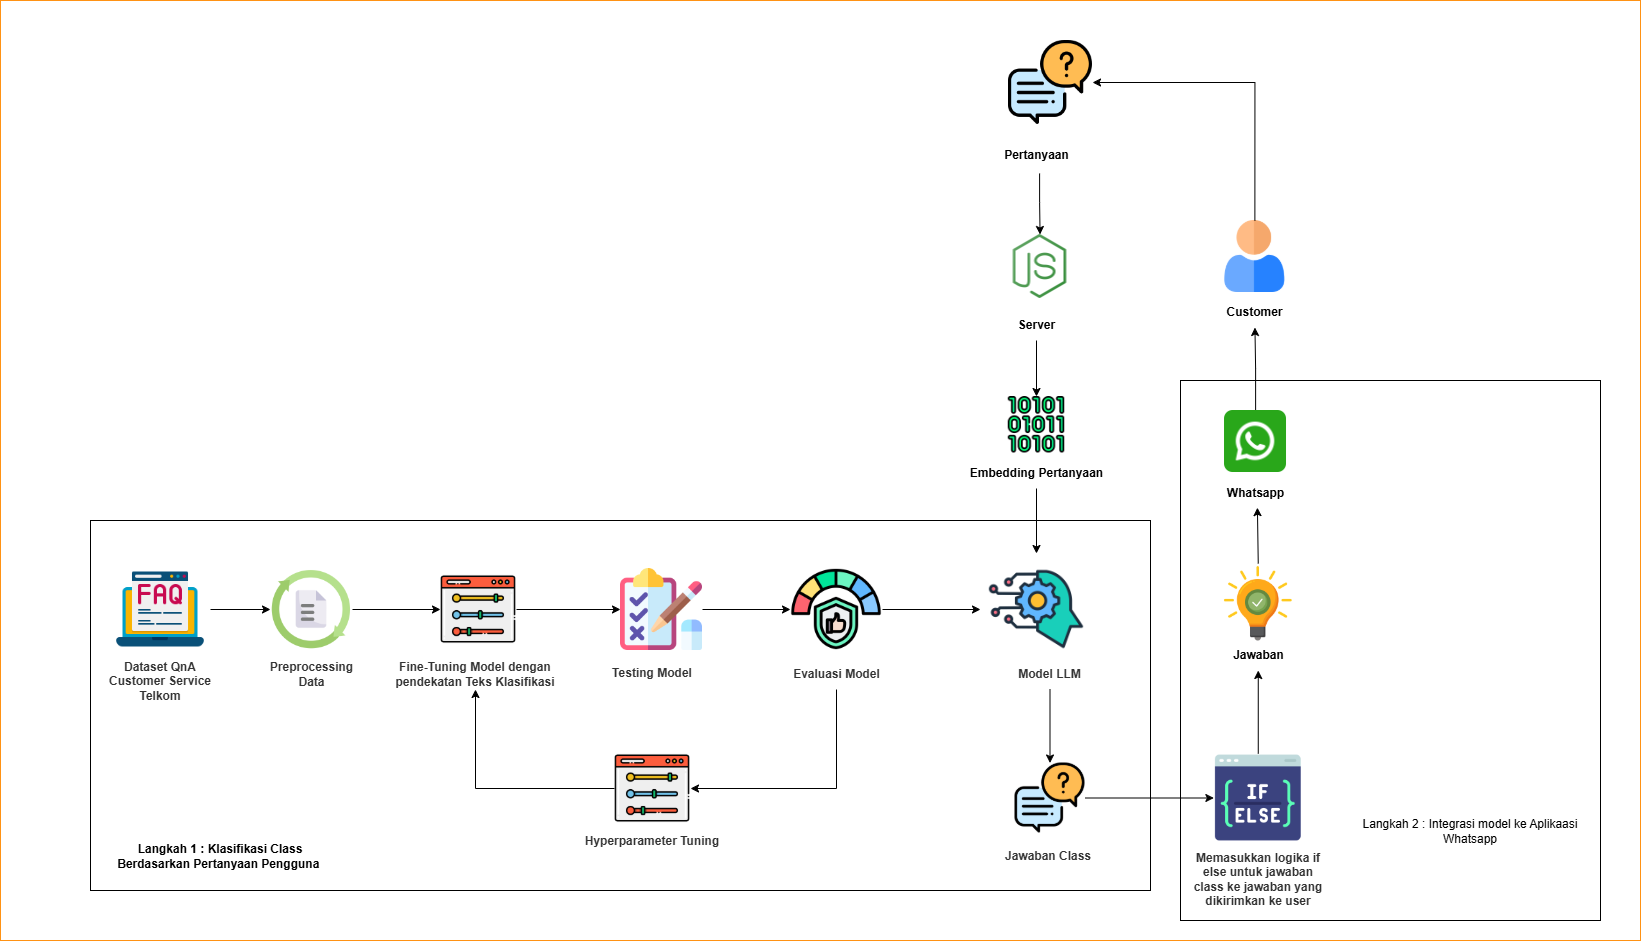 ?
Pertanyaan
JS
Server
Customer
10101
01011
10101
Embedding Pertanyaan
Whatsapp
FAQ
Dataset QnA
Customer Service
Telkom
Preprocessing
Data
Fine-Tuning Model dengan
pendekatan Teks Klasifikasi
Testing Model
Evaluasi Model
Model LLM
Jawaban
Hyperparameter Tuning
?
Jawaban Class
{ IF
ELSE }
Memasukkan logika if
else untuk jawaban
class ke jawaban yang
dikirimkan ke user
Langkah 1 : Klasifikasi Class
Berdasarkan Pertanyaan Pengguna
Langkah 2 : Integrasi model ke Aplikaasi
Whatsapp